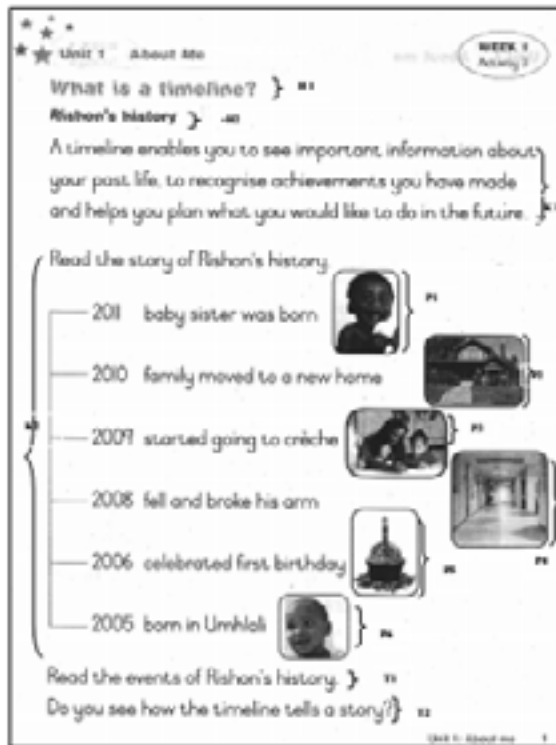 Unit 1 About Me
WEEK 1
Activity 2
What is a timeline?
Rishon's history
A timeline enables you to see important information about
your past life, to recognise achievements you have made
and helps you plan what you would like to do in the future.
Read the story of Rishon's history.
2011 baby sister was born
P1
2010 family moved to a new home
2009 started going to crèche
P3
2008 fell and broke his arm
2006 celebrated first birthday
2005 born in Umhlali
Read the events of Rishon's history.
Do you see how the timeline tells a story?
Unit 1: About me 1